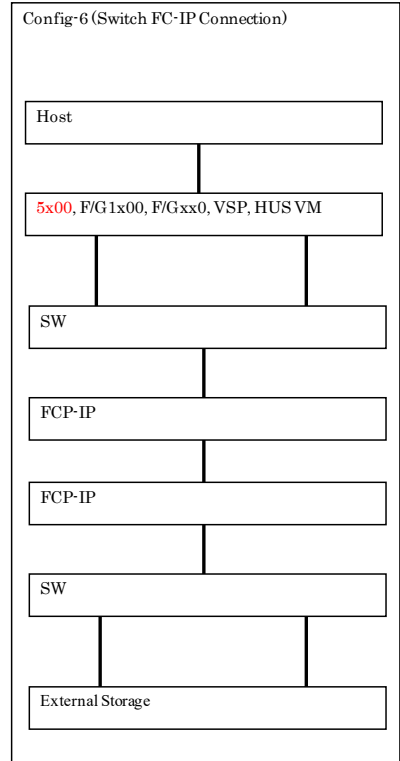 Config-6 (Switch FC-IP Connection)
Host
5x00, F/G1x00, F/Gxx0, VSP, HUS VM
SW
FCP-IP
FCP-IP
SW
External Storage